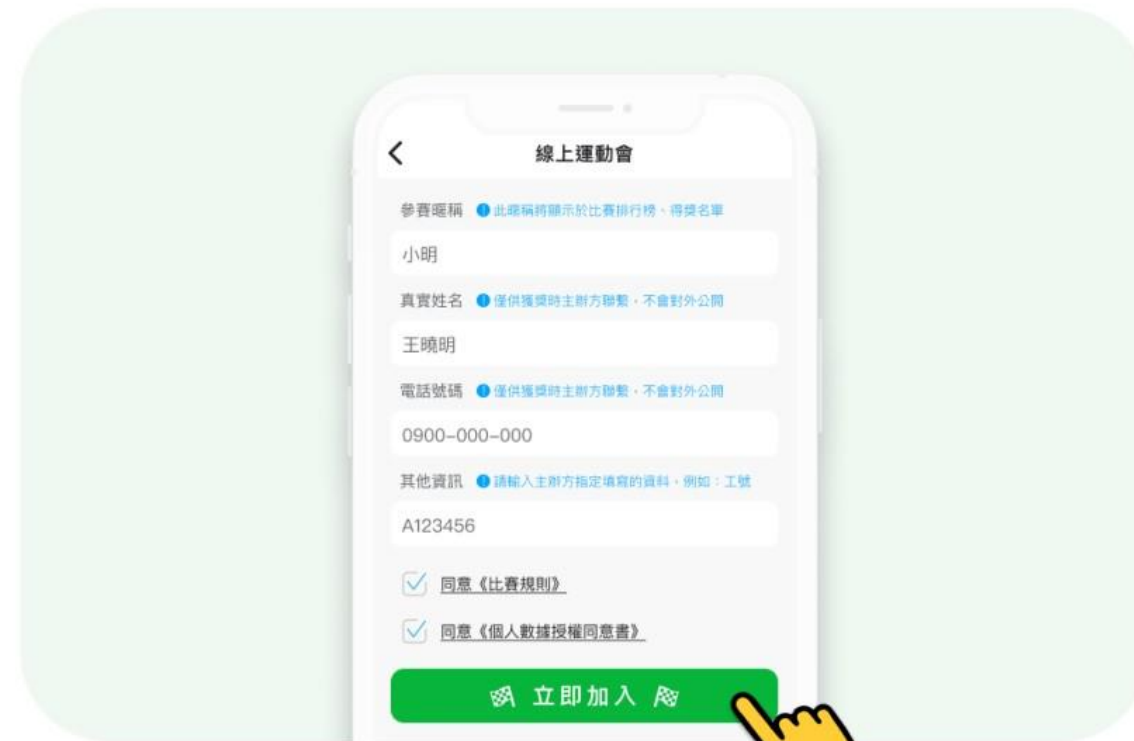 線上運動會
參賽暱稱 此暱稱將顯示於比賽排行榜、得獎名單
小明
真實姓名 僅供獲獎時主辦方聯繫，不會對外公開
王曉明
電話號碼 僅供獲獎時主辦方聯繫，不會對外公開
0900-000-000
其他資訊 請輸入主辦方指定填寫的資料，例如：工號
A123456
同意《比賽規則》
同意《個人數據授權同意書》
立即加入